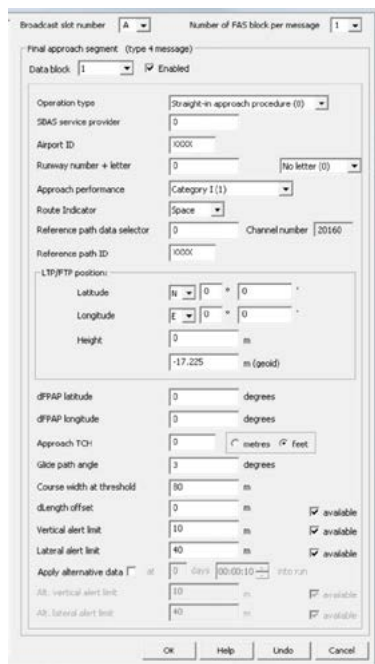 Broadcast slot number A Number of FAS block per message 1
Final approach segment (type 4 message)
Data block 1 Enabled
Operation type Straight-in approach procedure (0)
SBAS service provider 0
Airport ID XXXX
Runway number + letter 0 No letter (0)
Approach performance Category I (1)
Route Indicator Space
Reference path data selector 0 Channel number 20160
Reference path ID XXXX
LTP/FTP position:
Latitude N 0 ° 0 '
Longitude E 0 ° 0 '
Height 0 m
-17.225 m (geoid)
dFPAP latitude 0 degrees
dFPAP longitude 0 degrees
Approach TCH 0 metres feet
Glide path angle 3 degrees
Course width at threshold 80 m
dLength offset 0 m available
Vertical alert limit 10 m available
Lateral alert limit 40 m available
Apply alternative data at 0 days 00:00:10 into run
Alt. vertical alert limit 10 m available
Alt. lateral alert limit 40 m available
OK Help Undo Cancel